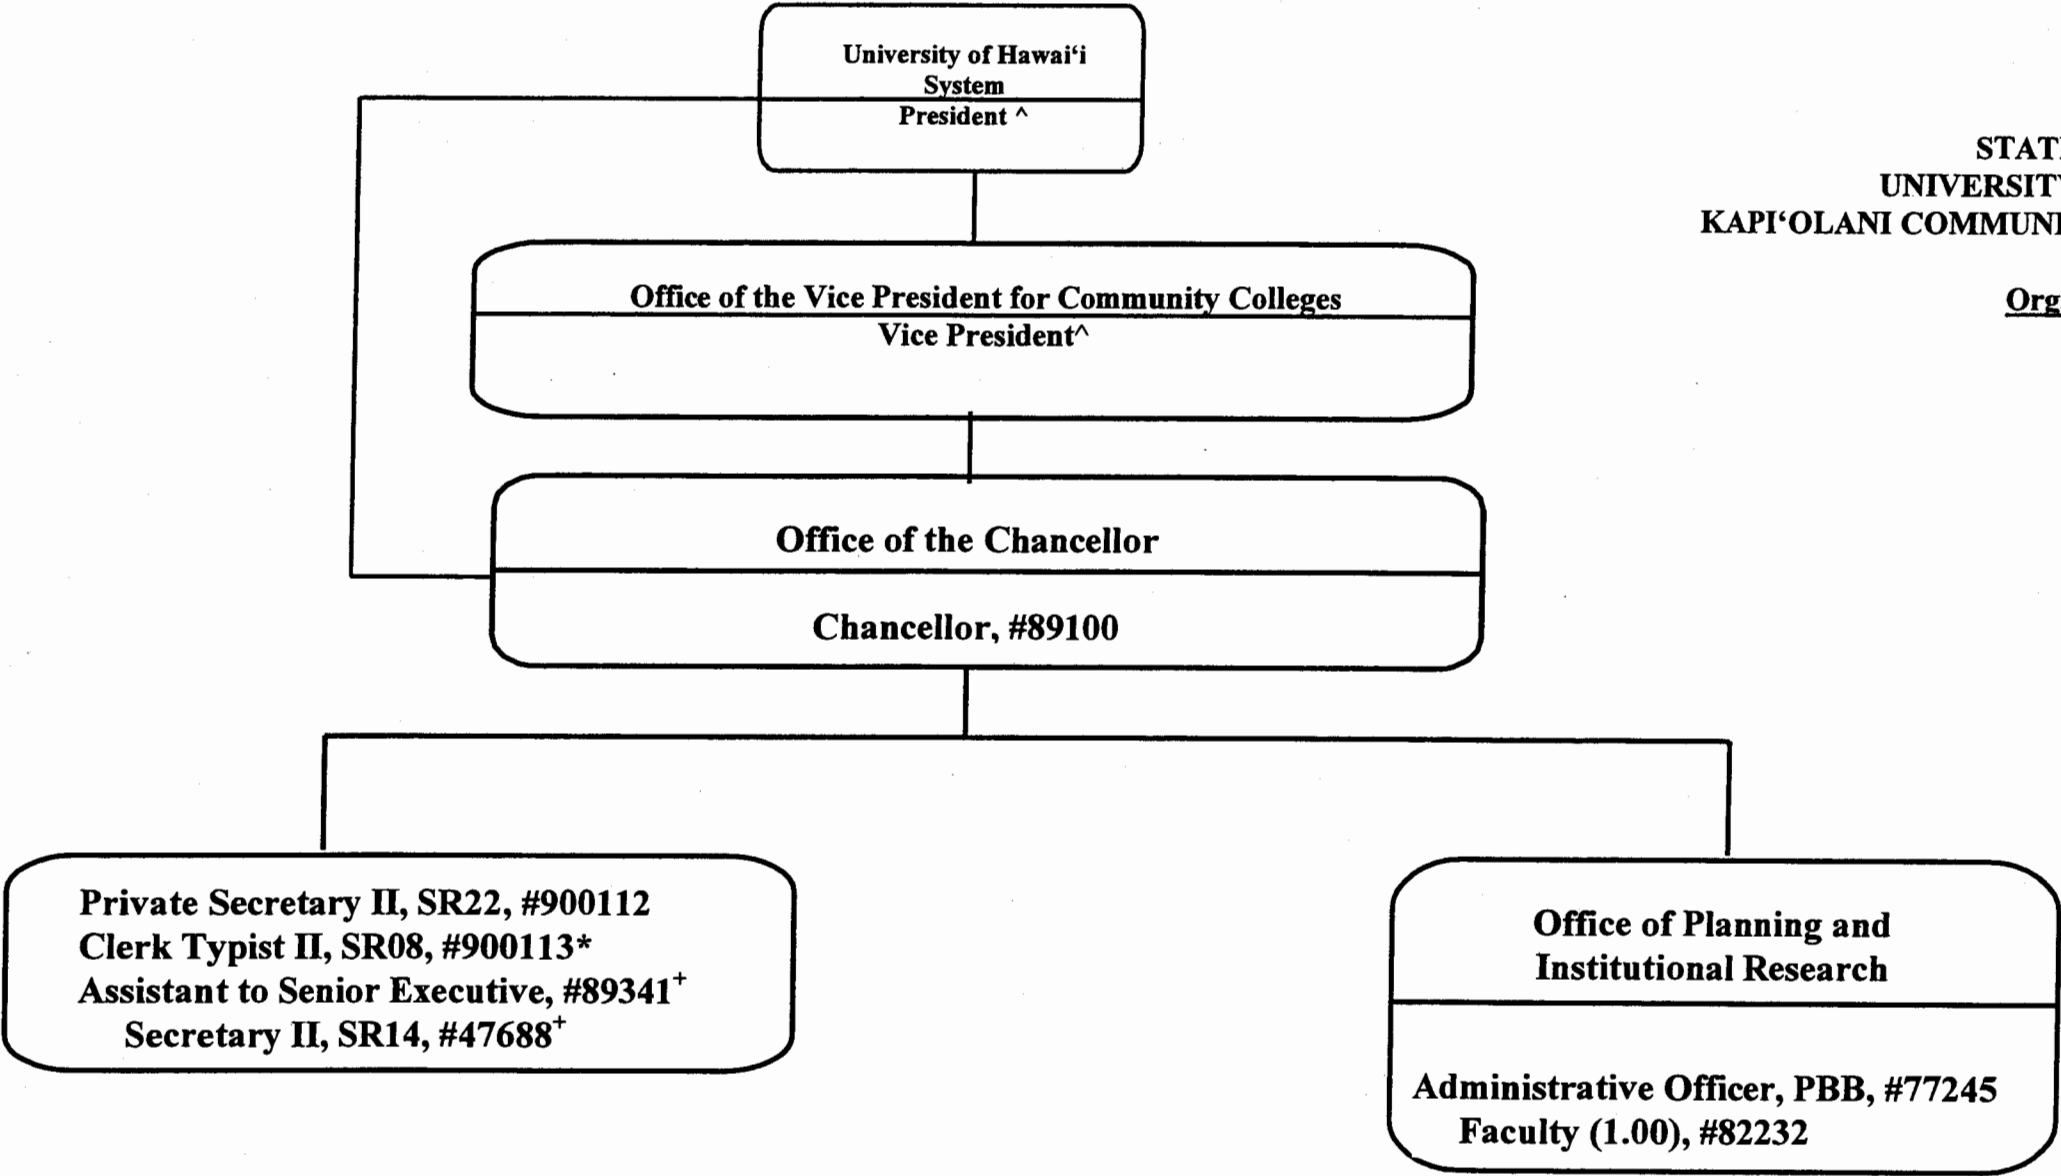 University of Hawai‘i
System
President ^
STAT
UNIVERSITY
KAPI‘OLANI COMMUNI
Org
Office of the Vice President for Community Colleges
Vice President^
Office of the Chancellor
Chancellor, #89100
Private Secretary II, SR22, #900112
Clerk Typist II, SR08, #900113*
Assistant to Senior Executive, #89341+
Secretary II, SR14, #47688+
Office of Planning and
Institutional Research
Administrative Officer, PBB, #77245
Faculty (1.00), #82232